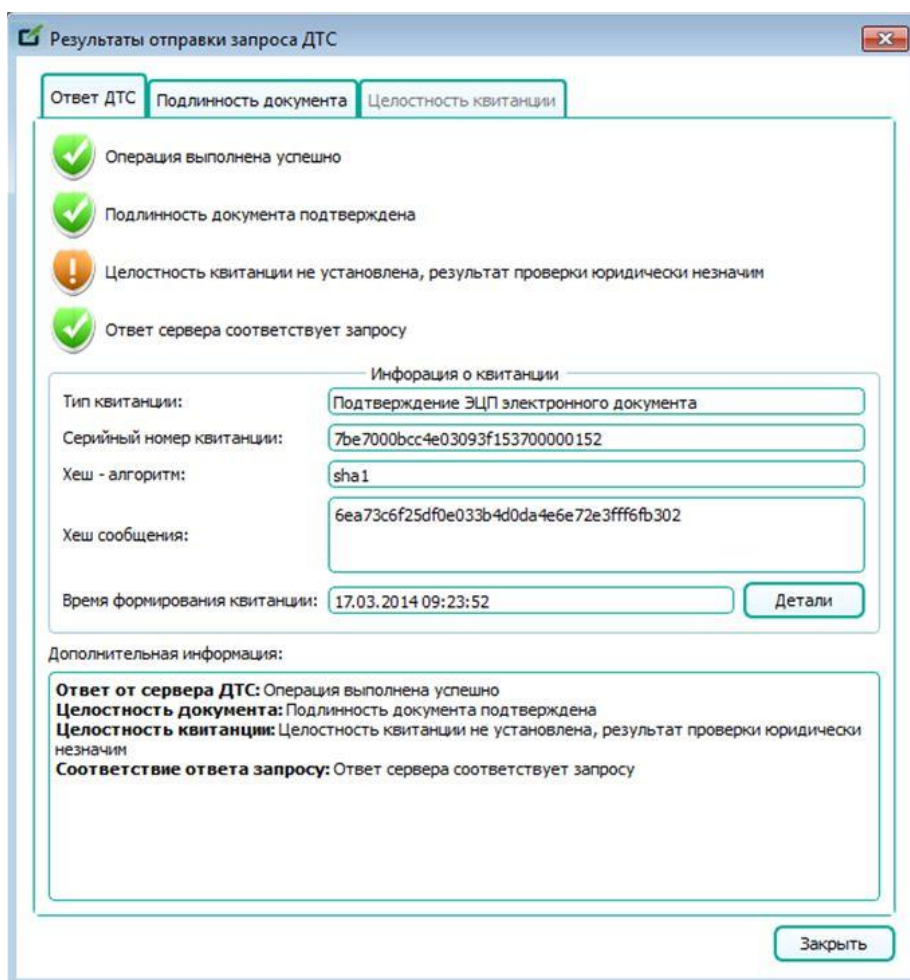 Результаты отправки запроса ДТС
Ответ ДТС
Подлинность документа
Целостность квитанции
Операция выполнена успешно
Подлинность документа подтверждена
Целостность квитанции не установлена, результат проверки юридически незначим
Ответ сервера соответствует запросу
Инфорация о квитанции
Тип квитанции:
Подтверждение ЭЦП электронного документа
Серийный номер квитанции:
7be7000bcc4e03093f153700000152
Хеш - алгоритм:
sha1
Хеш сообщения:
6ea73c6f25df0e033b4d0da4e6e72e3fff6fb302
Время формирования квитанции:
17.03.2014 09:23:52
Детали
Дополнительная информация:
Ответ от сервера ДТС: Операция выполнена успешно
Целостность документа: Подлинность документа подтверждена
Целостность квитанции: Целостность квитанции не установлена, результат проверки юридически
незначим
Соответствие ответа запросу: Ответ сервера соответствует запросу
Закрыть